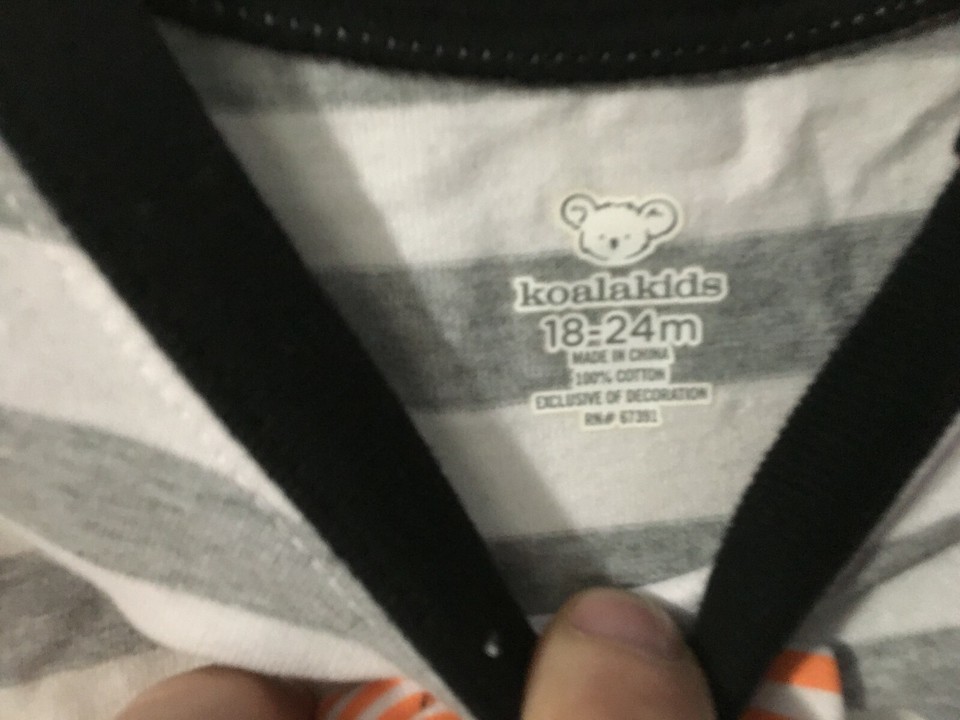 koalakids
18-24m
MADE IN CHINA
100% COTTON
EXCLUSIVE OF DECORATION
RN# 67391